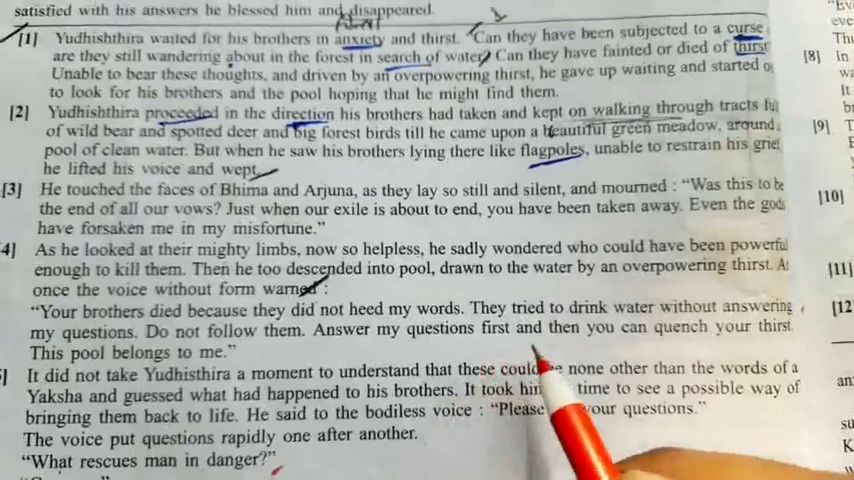 satisfied with his answers he blessed him and disappeared.
[1] Yudhishthira waited for his brothers in anxiety and thirst. "Can they have been subjected to a curse
are they still wandering about in the forest in search of water? Can they have fainted or died of thirst
Unable to bear these thoughts, and driven by an overpowering thirst, he gave up waiting and started o
to look for his brothers and the pool hoping that he might find them.
[2] Yudhishtira proceeded in the direction his brothers had taken and kept on walking through tracts ful
of wild bear and spotted deer and big forest birds till he came upon a beautiful green meadow, around
pool of clean water. But when he saw his brothers lying there like flagpoles, unable to restrain his grief
he lifted his voice and wept.
[3] He touched the faces of Bhima and Arjuna, as they lay so still and silent, and mourned : "Was this to be
the end of all our vows? Just when our exile is about to end, you have been taken away. Even the gods
have forsaken me in my misfortune."
4] As he looked at their mighty limbs, now so helpless, he sadly wondered who could have been powerful
enough to kill them. Then he too descended into pool, drawn to the water by an overpowering thirst. At
once the voice without form warned :
"Your brothers died because they did not heed my words. They tried to drink water without answering
my questions. Do not follow them. Answer my questions first and then you can quench your thirst.
This pool belongs to me."
] It did not take Yudhisthira a moment to understand that these could be none other than the words of a
Yaksha and guessed what had happened to his brothers. It took him time to see a possible way of
bringing them back to life. He said to the bodiless voice : "Please your questions."
The voice put questions rapidly one after another.
"What rescues man in danger?"
[8] In
[9]
[10]
[11]
[12
an
su